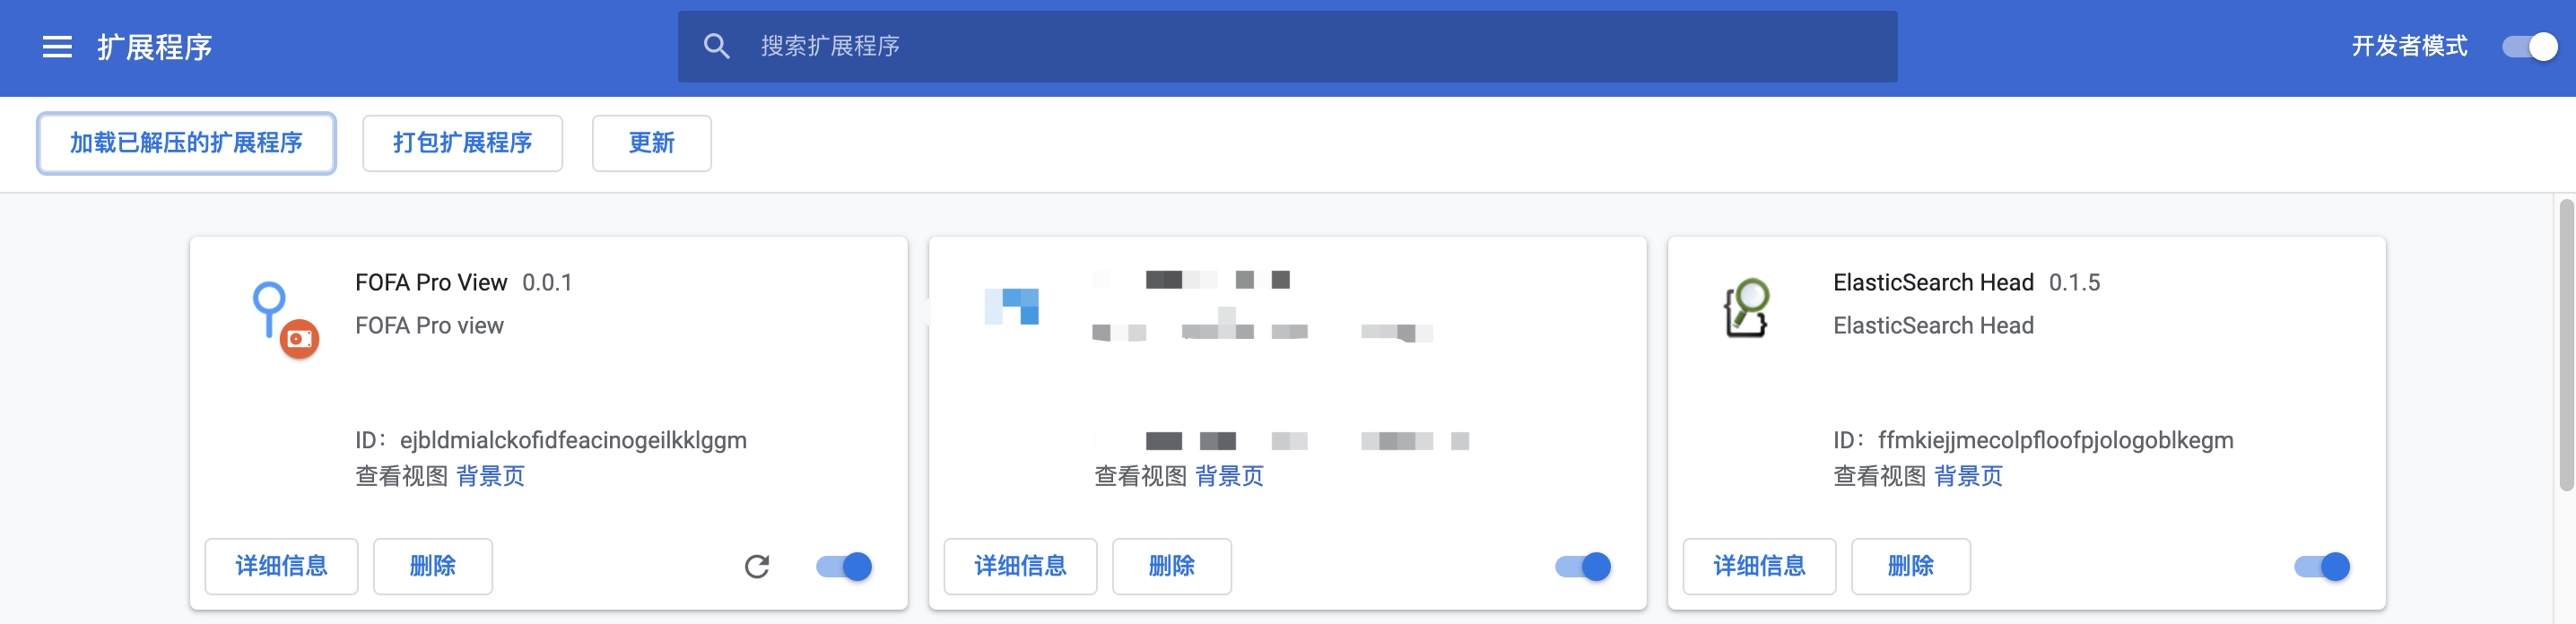 扩展程序
搜索扩展程序
开发者模式
加载已解压的扩展程序
打包扩展程序
更新
FOFA Pro View 0.0.1
FOFA Pro view
ID：ejbldmialckofidfeacinogeilkklggm
查看视图 背景页
详细信息
删除
查看视图 背景页
详细信息
删除
ElasticSearch Head 0.1.5
ElasticSearch Head
ID：ffmkiejjmecolpfloofpjologoblkegm
查看视图 背景页
详细信息
删除